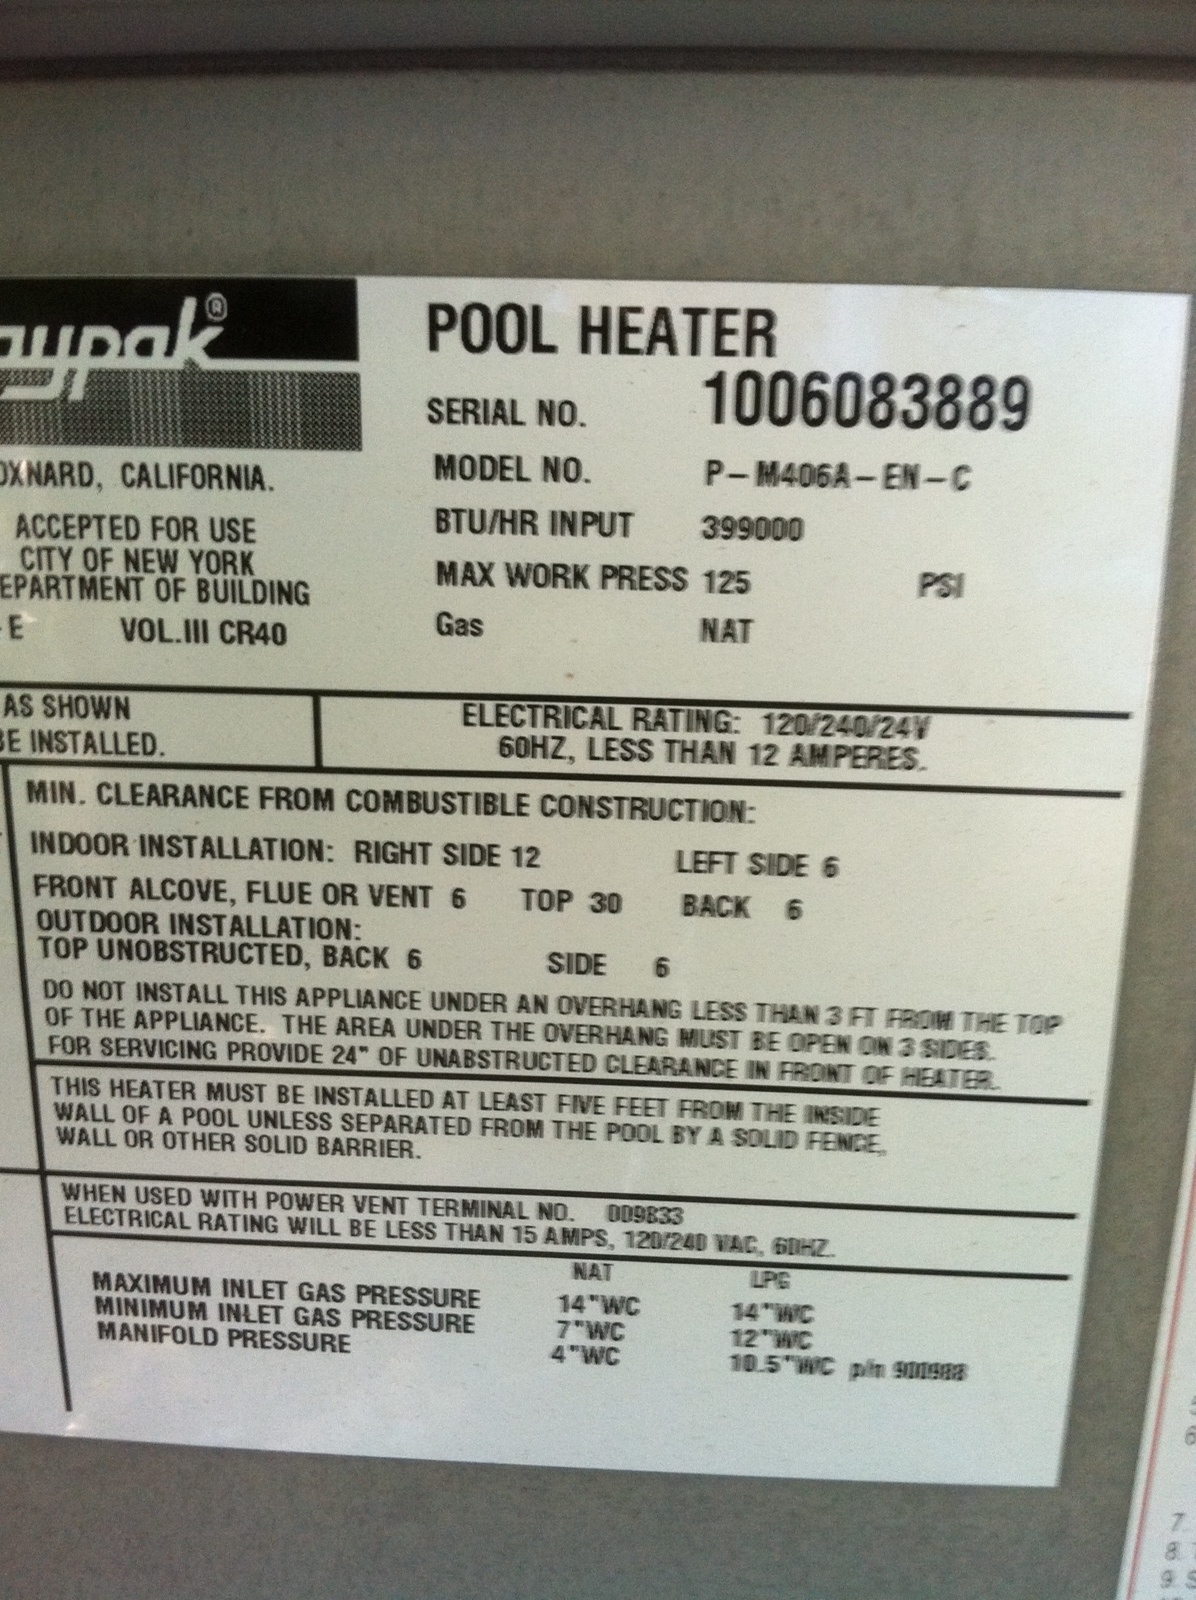 POOL HEATER
SERIAL NO. 1006083889
MODEL NO. P-M406A-EN-C
BTU/HR INPUT 399000
MAX WORK PRESS 125 PSI
Gas NAT
ypak®
OXNARD, CALIFORNIA.
ACCEPTED FOR USE
CITY OF NEW YORK
EPARTMENT OF BUILDING
E VOL.III CR40
AS SHOWN
BE INSTALLED.
ELECTRICAL RATING: 120/240/24V
60HZ, LESS THAN 12 AMPERES.
MIN. CLEARANCE FROM COMBUSTIBLE CONSTRUCTION:
INDOOR INSTALLATION: RIGHT SIDE 12 LEFT SIDE 6
FRONT ALCOVE, FLUE OR VENT 6 TOP 30 BACK 6
OUTDOOR INSTALLATION:
TOP UNOBSTRUCTED, BACK 6 SIDE 6
DO NOT INSTALL THIS APPLIANCE UNDER AN OVERHANG LESS THAN 3 FT FROM THE TOP
OF THE APPLIANCE. THE AREA UNDER THE OVERHANG MUST BE OPEN ON 3 SIDES.
FOR SERVICING PROVIDE 24" OF UNABSTRUCTED CLEARANCE IN FRONT OF HEATER.
THIS HEATER MUST BE INSTALLED AT LEAST FIVE FEET FROM THE INSIDE
WALL OF A POOL UNLESS SEPARATED FROM THE POOL BY A SOLID FENCE,
WALL OR OTHER SOLID BARRIER.
WHEN USED WITH POWER VENT TERMINAL NO. 009833
ELECTRICAL RATING WILL BE LESS THAN 15 AMPS, 120/240 VAC, 60HZ.
NAT LPG
MAXIMUM INLET GAS PRESSURE 14"WC 14"WC
MINIMUM INLET GAS PRESSURE 7"WC 12"WC
MANIFOLD PRESSURE 4"WC 10.5"WC p/n 900988
6
7.
8.
9. S